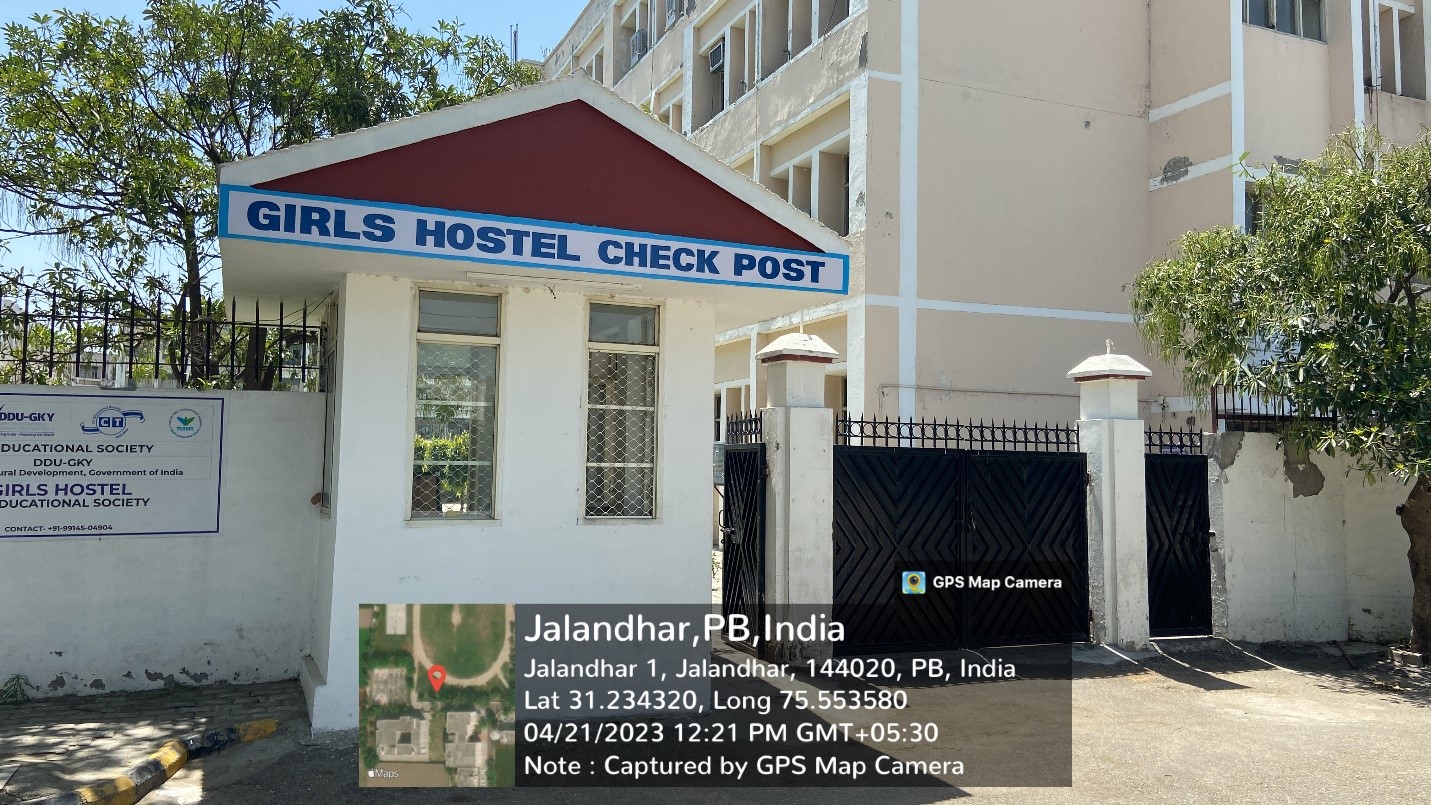 GIRLS HOSTEL CHECK POST
DDU-GKY
CT
EDUCATIONAL SOCIETY
DDU-GKY
ural Development, Government of India
GIRLS HOSTEL
EDUCATIONAL SOCIETY
CONTACT- +91-99145-04904
GPS Map Camera
Jalandhar,PB,India
Jalandhar 1, Jalandhar, 144020, PB, India
Lat 31.234320, Long 75.553580
04/21/2023 12:21 PM GMT+05:30
Note : Captured by GPS Map Camera
Maps